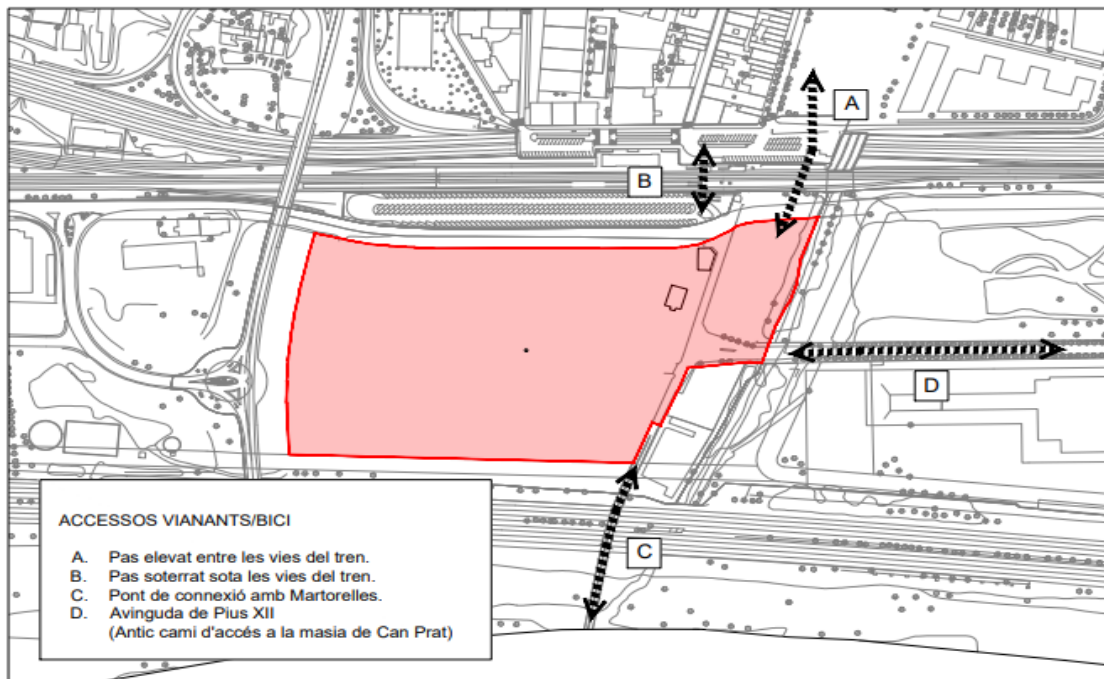 A
B
D
C
ACCESSOS VIANANTS/BICI
A. Pas elevat entre les vies del tren.
B. Pas soterrat sota les vies del tren.
C. Pont de connexió amb Martorelles.
D. Avinguda de Pius XII
(Antic cami d'accés a la masia de Can Prat)